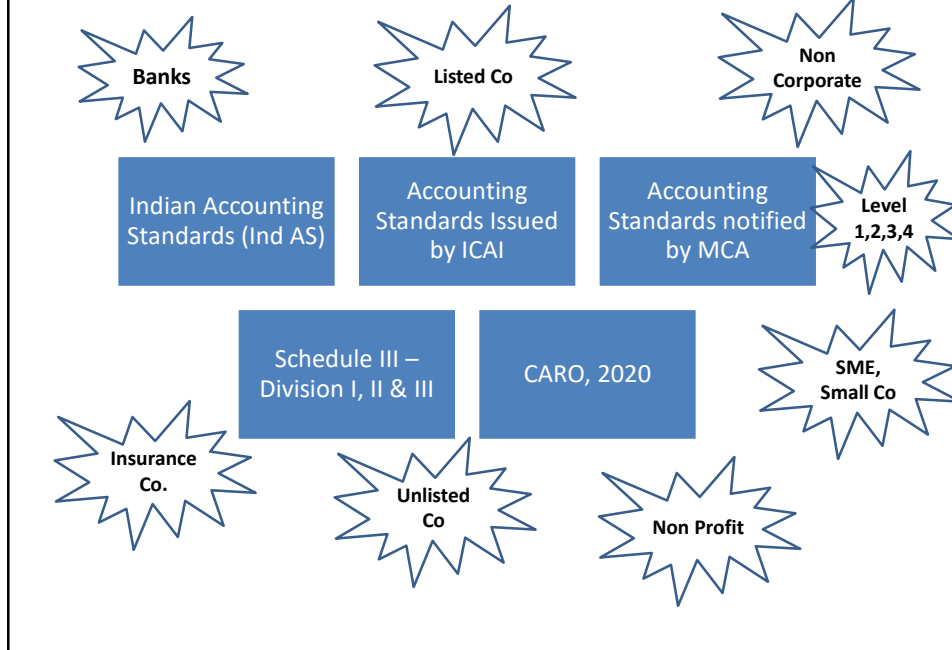 Banks
Listed Co
Non
Corporate
Indian Accounting
Standards (Ind AS)
Accounting
Standards Issued
by ICAI
Accounting
Standards notified
by MCA
Level
1,2,3,4
Schedule III –
Division I, II & III
CARO, 2020
SME,
Small Co
Insurance
Co.
Unlisted
Co
Non Profit